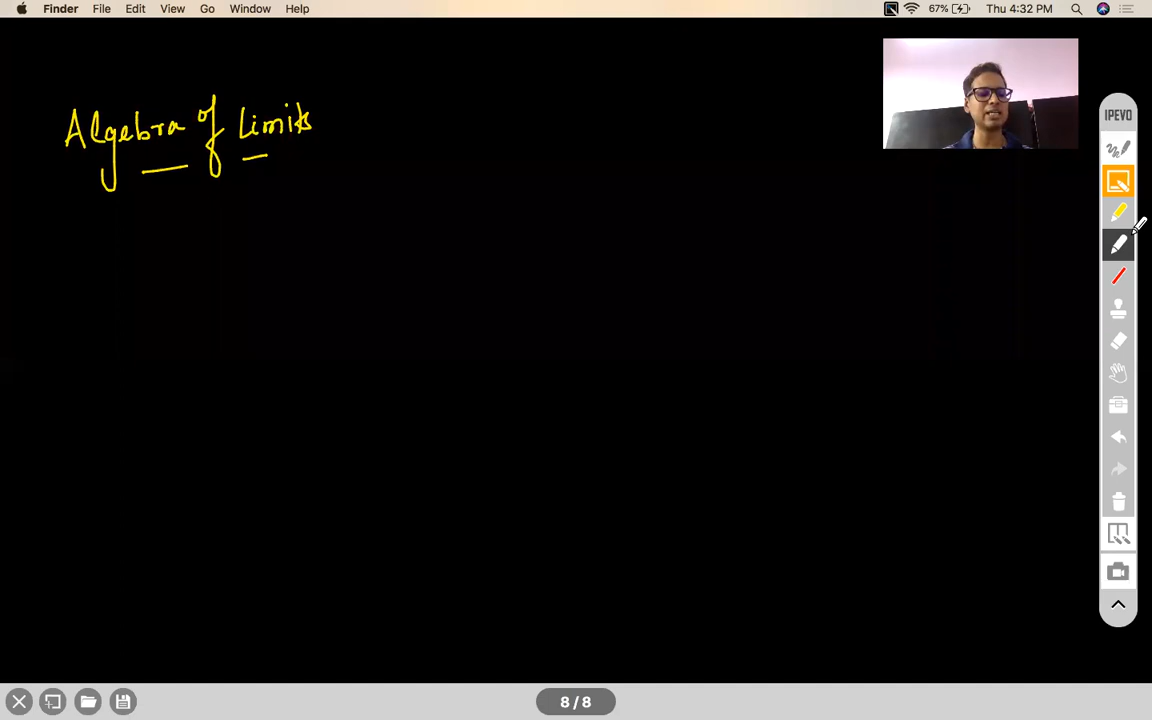 Finder File Edit View Go Window Help 67% Thu 4:32 PM
Algebra of Limits
IPEVO
8 / 8